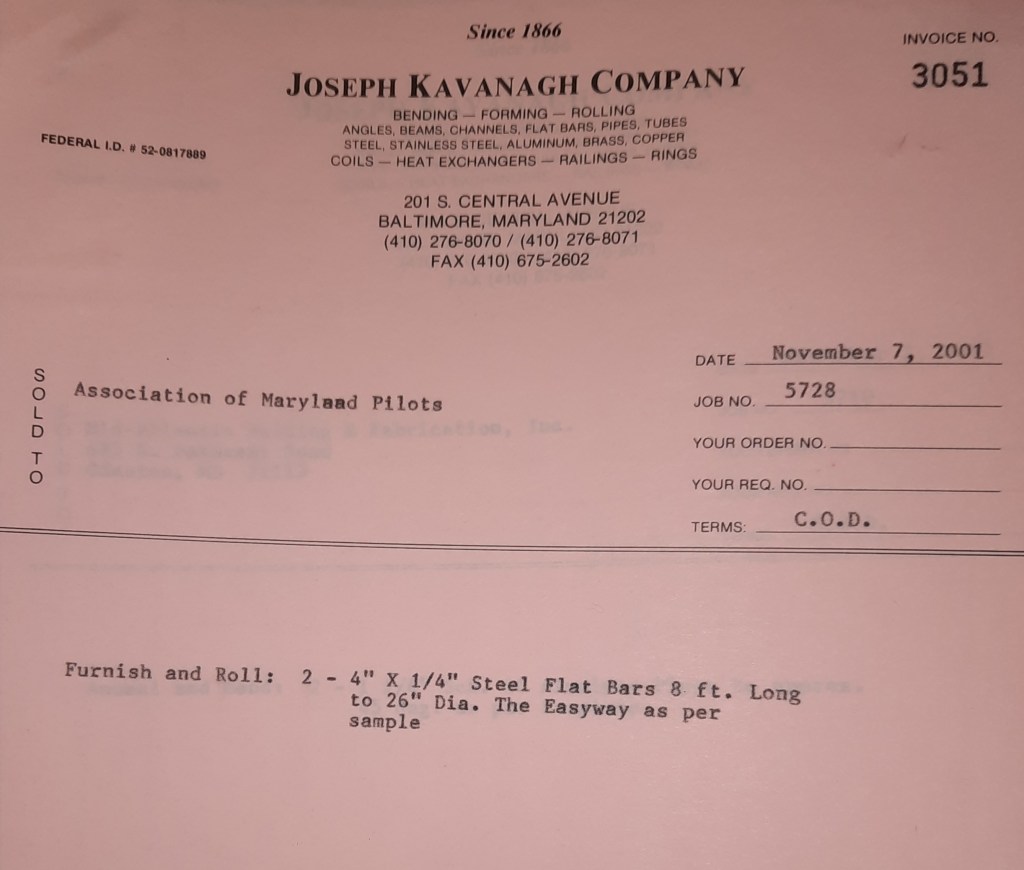 Since 1866
INVOICE NO.
3051
JOSEPH KAVANAGH COMPANY
BENDING — FORMING — ROLLING
ANGLES, BEAMS, CHANNELS, FLAT BARS, PIPES, TUBES
STEEL, STAINLESS STEEL, ALUMINUM, BRASS, COPPER
COILS — HEAT EXCHANGERS — RAILINGS — RINGS
FEDERAL I.D. # 52-0817889
201 S. CENTRAL AVENUE
BALTIMORE, MARYLAND 21202
(410) 276-8070 / (410) 276-8071
FAX (410) 675-2602
SOLD TO
Association of Marylaad Pilots
DATE November 7, 2001
JOB NO. 5728
YOUR ORDER NO.
YOUR REQ. NO.
TERMS: C.O.D.
Furnish and Roll: 2 - 4" X 1/4" Steel Flat Bars 8 ft. Long
to 26" Dia. The Easyway as per
sample